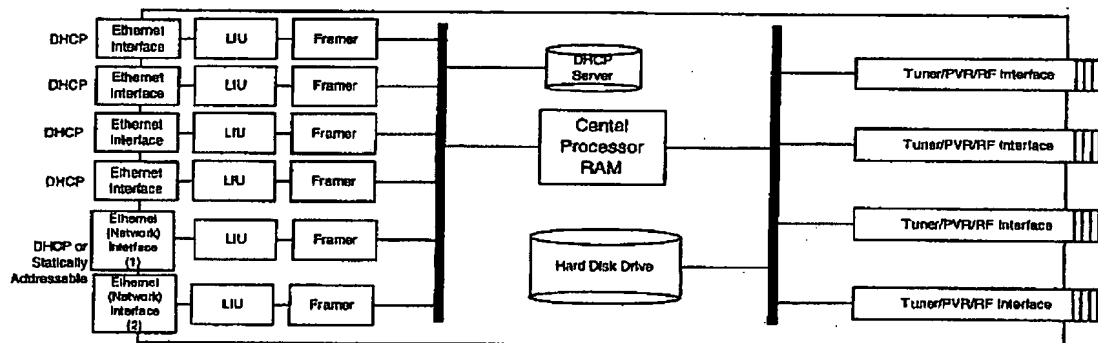 DHCP
Ethernet
Interface
LIU
Framer
DHCP
Ethernet
Interface
LIU
Framer
DHCP
Ethernet
Interface
LIU
Framer
DHCP
Ethernet
Interface
LIU
Framer
DHCP or
Statically
Addressable
Ethernet
(Network)
Interface
(1)
LIU
Framer
Ethernet
(Network)
Interface
(2)
LIU
Framer
DHCP
Server
Cental
Processor
RAM
Hard Disk Drive
Tuner/PVR/RF Interface
Tuner/PVR/RF Interface
Tuner/PVR/RF Interface
Tuner/PVR/RF Interface